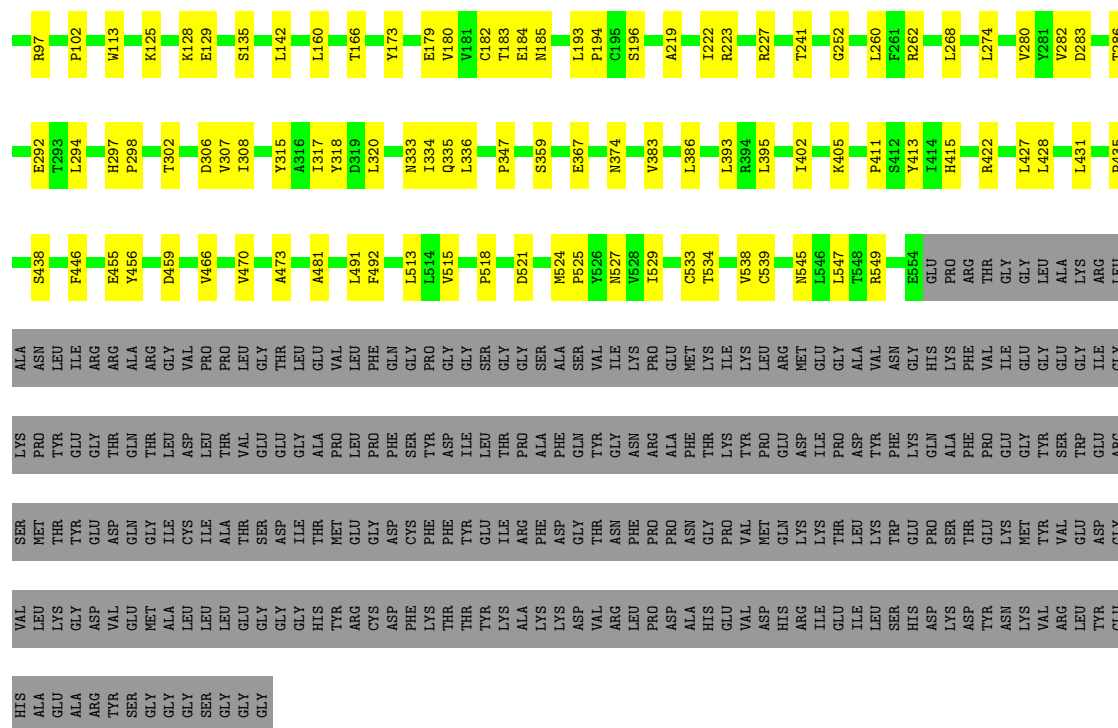 R97 P102 W113 K125 K128 E129 S135 L142 L160 T166 Y173 E179 V180 V181 C182 T183 E184 N185 L193 P194 C195 S196 A219 I222 R223 R227 T241 G252 L260 F261 R262 L268 L274 V280 Y281 V282 D283 T286
E292 T293 L294 H297 P298 T302 D306 V307 I308 Y315 A316 I317 Y318 D319 L320 N333 I334 Q335 L336 P347 S359 E367 N374 V383 L386 L393 R394 L395 I402 K405 P411 S412 Y413 I414 H415 R422 L427 L428 L431
S438 F446 E455 Y456 D459 V466 V470 A473 A481 L491 F492 L513 L514 V515 P518 D521 M524 P525 Y526 N527 V528 I529 C533 T534 V538 C539 N545 L546 L547 T548 R549 E554 GLU PRO ARG THR GLY GLY LEU ALA LYS ARG LEU
ALA ASN LEU ILE ARG ARG ALA ARG GLY VAL PRO PRO LEU GLY THR LEU GLU VAL LEU PHE GLN GLY PRO GLY GLY SER GLY GLY SER ALA SER VAL ILE LYS PRO GLU MET LYS ILE LYS LEU ARG MET GLU GLY ALA VAL ASN GLY HIS LYS PHE VAL ILE GLU GLY GLU GLY ILE GLY
LYS PRO TYR GLU GLY THR GLN THR LEU ASP LEU THR VAL GLU GLU GLY ALA PRO LEU PRO PHE SER TYR ASP ILE LEU THR PRO ALA PHE GLN TYR GLY ASN ARG ALA PHE THR LYS TYR PRO GLU ASP ILE PRO ASP TYR PHE LYS GLN ALA PHE PRO GLU GLY TYR SER TRP GLU ARG
SER MET THR TYR GLU ASP GLN GLY ILE CYS ILE ALA THR SER ASP ILE THR MET GLU GLY ASP CYS PHE PHE TYR GLU ILE ARG PHE ASP GLY THR ASN PHE PRO PRO ASN GLY PRO VAL MET GLN LYS LYS THR LEU LYS TRP GLU PRO SER THR GLU LYS MET TYR VAL GLU ASP GLY
VAL LEU LYS GLY ASP VAL GLU MET ALA LEU LEU LEU GLU GLY GLY GLY HIS TYR ARG CYS ASP PHE LYS THR THR TYR LYS ALA LYS LYS ASP VAL ARG LEU PRO ASP ALA HIS GLU VAL ASP HIS ARG ILE GLU ILE LEU SER HIS ASP LYS ASP TYR ASN LYS VAL ARG LEU TYR GLU
HIS ALA GLU ALA ARG TYR SER GLY GLY GLY SER GLY GLY GLY